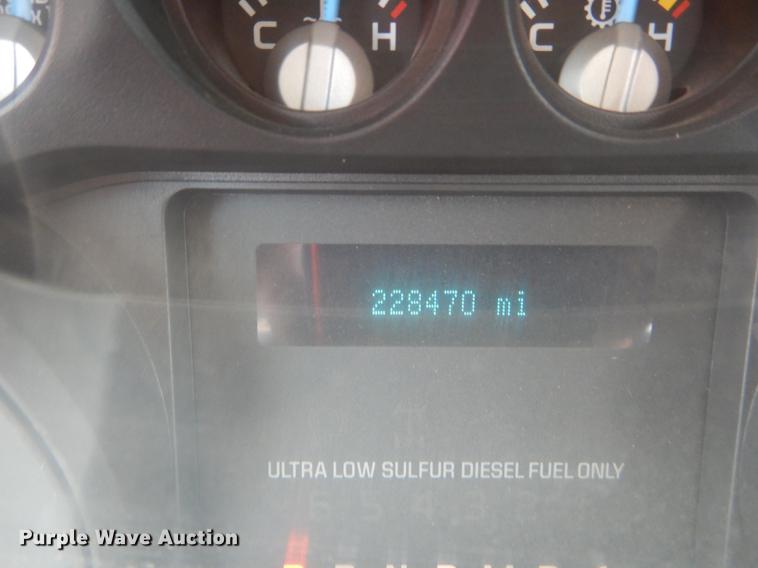 C H C H
228470 mi
ULTRA LOW SULFUR DIESEL FUEL ONLY
Purple Wave Auction